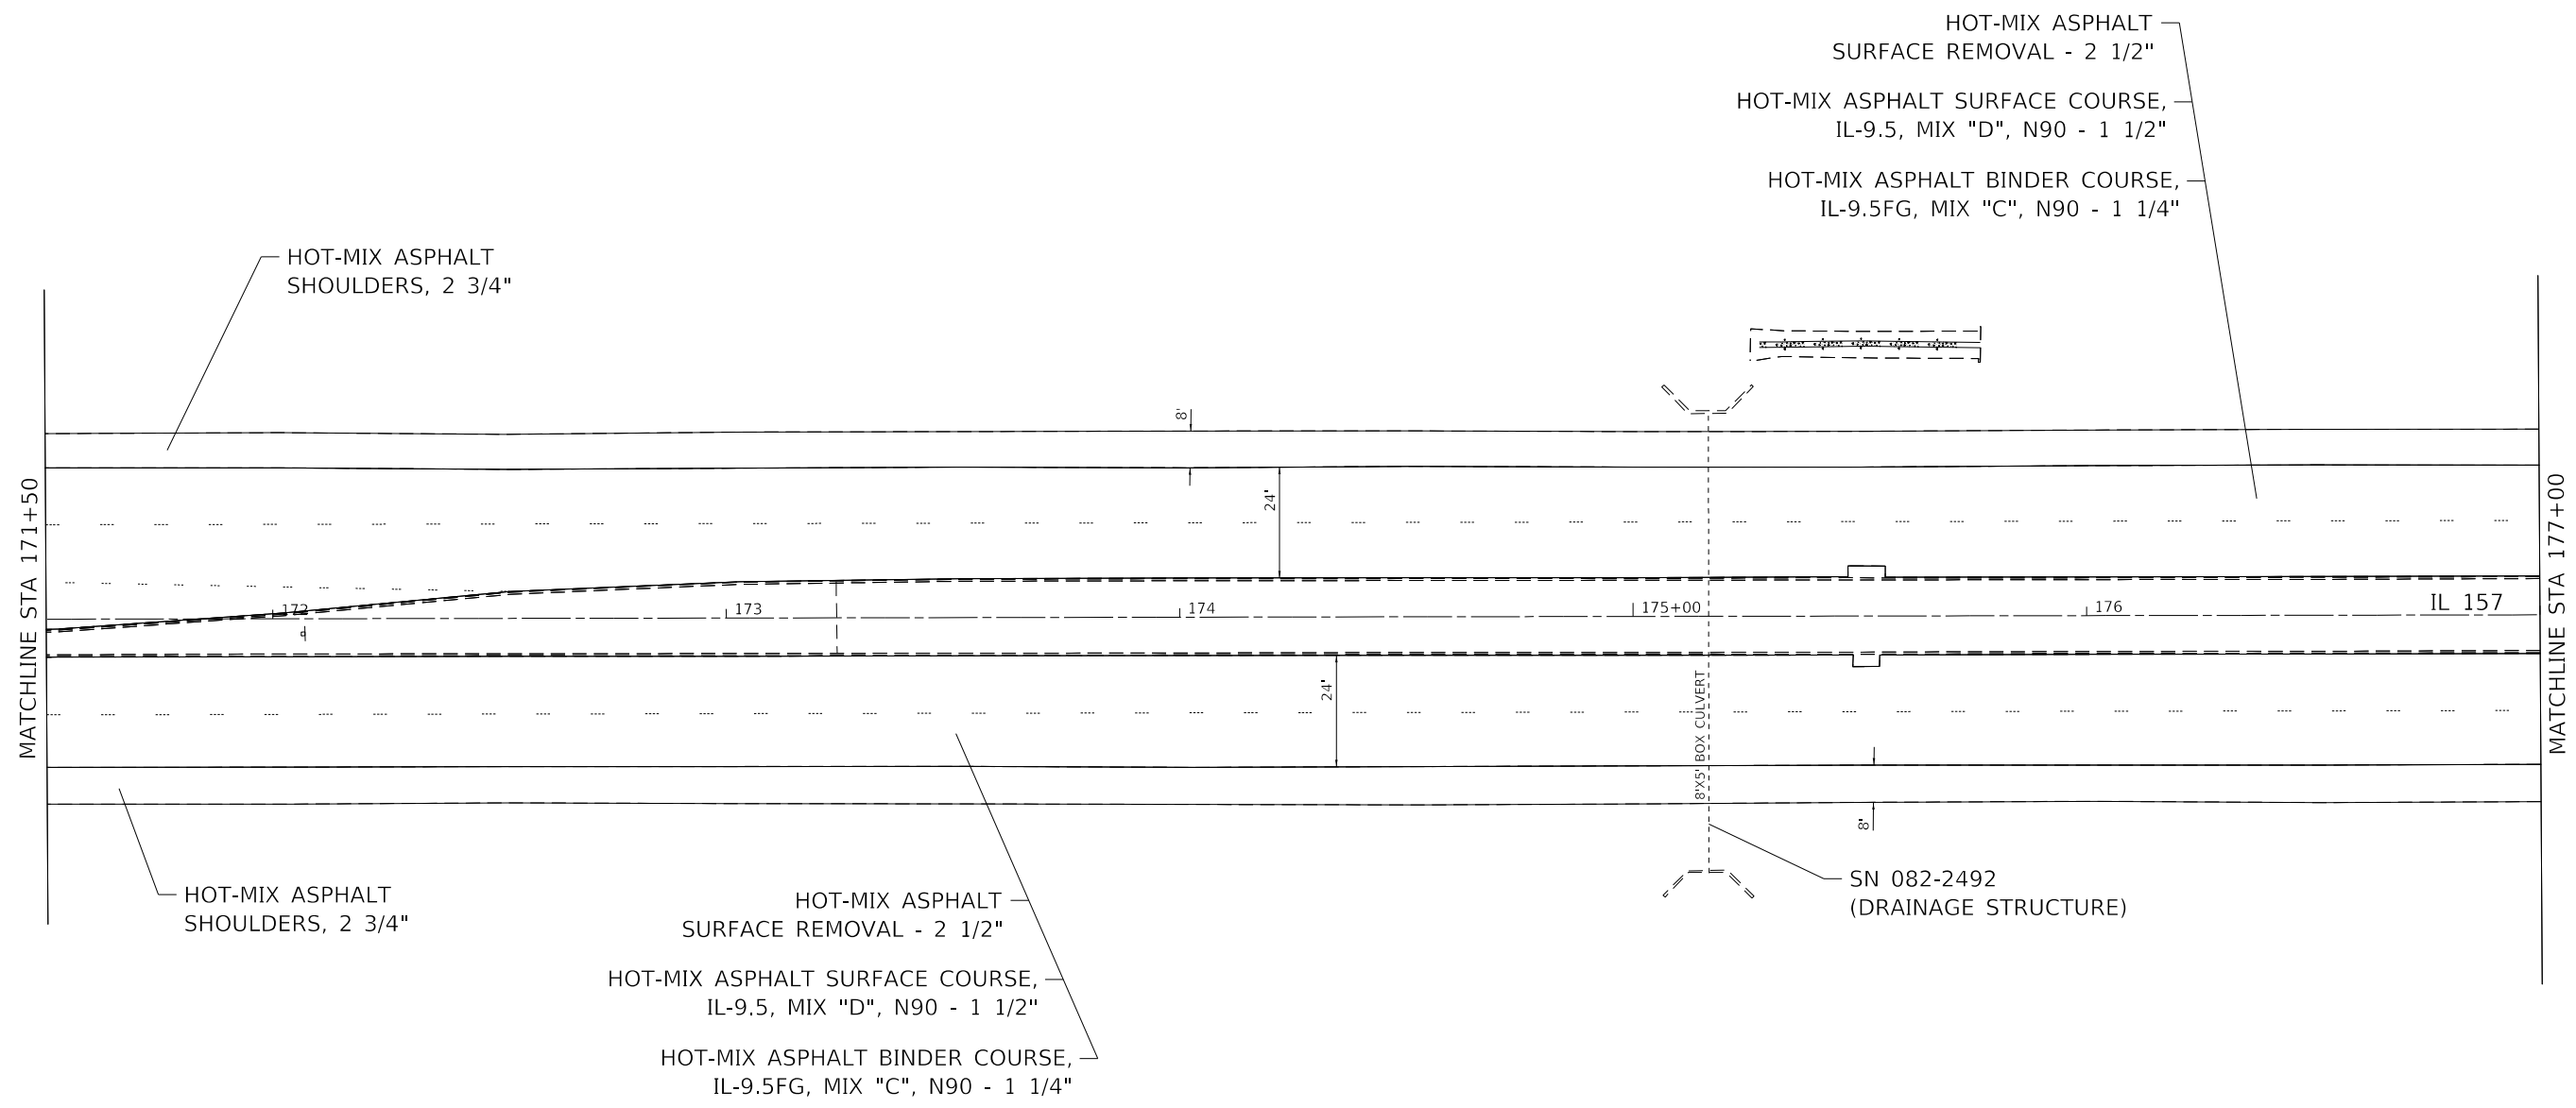 HOT-MIX ASPHALT
SURFACE REMOVAL - 2 1/2"
HOT-MIX ASPHALT SURFACE COURSE,
IL-9.5, MIX "D", N90 - 1 1/2"
HOT-MIX ASPHALT BINDER COURSE,
IL-9.5FG, MIX "C", N90 - 1 1/4"
HOT-MIX ASPHALT
SHOULDERS, 2 3/4"
8'
24'
MATCHLINE STA 171+50
MATCHLINE STA 177+00
172
173
174
175+00
176
IL 157
24'
8'X5' BOX CULVERT
8'
SN 082-2492
(DRAINAGE STRUCTURE)
HOT-MIX ASPHALT
SHOULDERS, 2 3/4"
HOT-MIX ASPHALT
SURFACE REMOVAL - 2 1/2"
HOT-MIX ASPHALT SURFACE COURSE,
IL-9.5, MIX "D", N90 - 1 1/2"
HOT-MIX ASPHALT BINDER COURSE,
IL-9.5FG, MIX "C", N90 - 1 1/4"